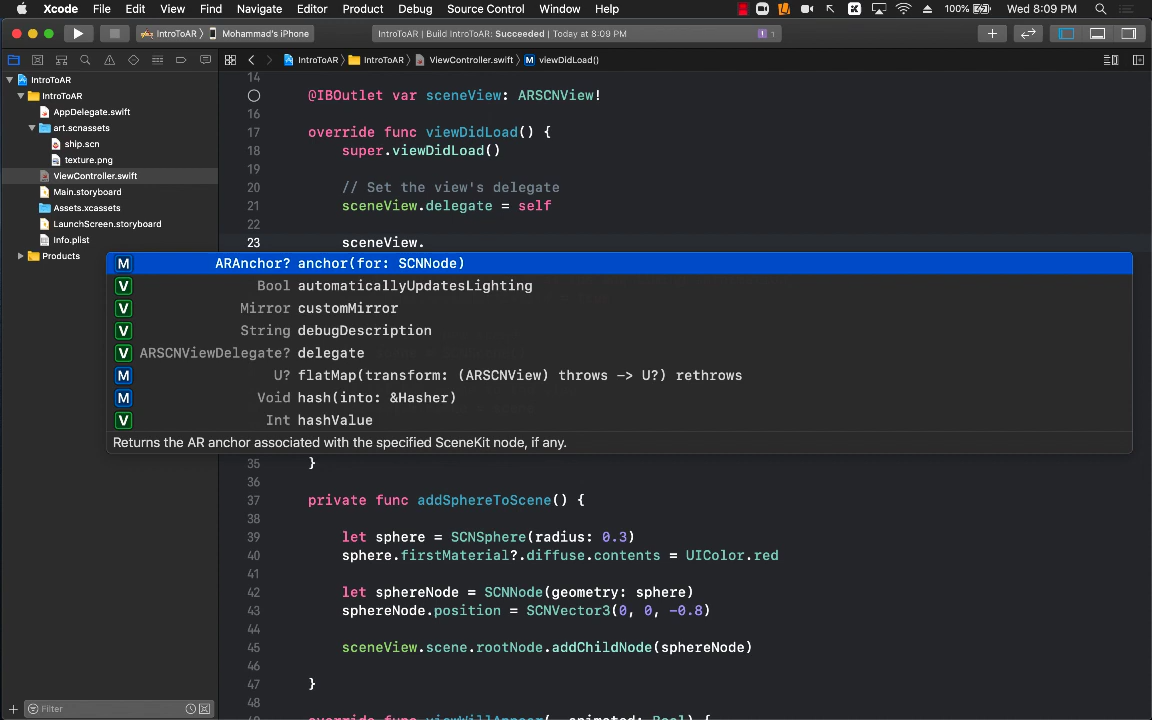 Xcode File Edit View Find Navigate Editor Product Debug Source Control Window Help 100% Wed 8:09 PM
IntroToAR Mohammad's iPhone IntroToAR | Build IntroToAR: Succeeded | Today at 8:09 PM 1
IntroToAR IntroToAR ViewController.swift M viewDidLoad()
IntroToAR
IntroToAR
AppDelegate.swift
art.scnassets
ship.scn
texture.png
ViewController.swift
Main.storyboard
Assets.xcassets
LaunchScreen.storyboard
Info.plist
Products
Filter
14
@IBOutlet var sceneView: ARSCNView!
16
17 override func viewDidLoad() {
18 super.viewDidLoad()
19
20 // Set the view's delegate
21 sceneView.delegate = self
22
23 sceneView.
M ARAnchor? anchor(for: SCNNode)
V Bool automaticallyUpdatesLighting
V Mirror customMirror
V String debugDescription
V ARSCNViewDelegate? delegate
M U? flatMap(transform: (ARSCNView) throws -> U?) rethrows
M Void hash(into: &Hasher)
V Int hashValue
Returns the AR anchor associated with the specified SceneKit node, if any.
35 }
36
37 private func addSphereToScene() {
38
39 let sphere = SCNSphere(radius: 0.3)
40 sphere.firstMaterial?.diffuse.contents = UIColor.red
41
42 let sphereNode = SCNNode(geometry: sphere)
43 sphereNode.position = SCNVector3(0, 0, -0.8)
44
45 sceneView.scene.rootNode.addChildNode(sphereNode)
46
47 }
48
override func viewWillAppear(_ animated: Bool) {